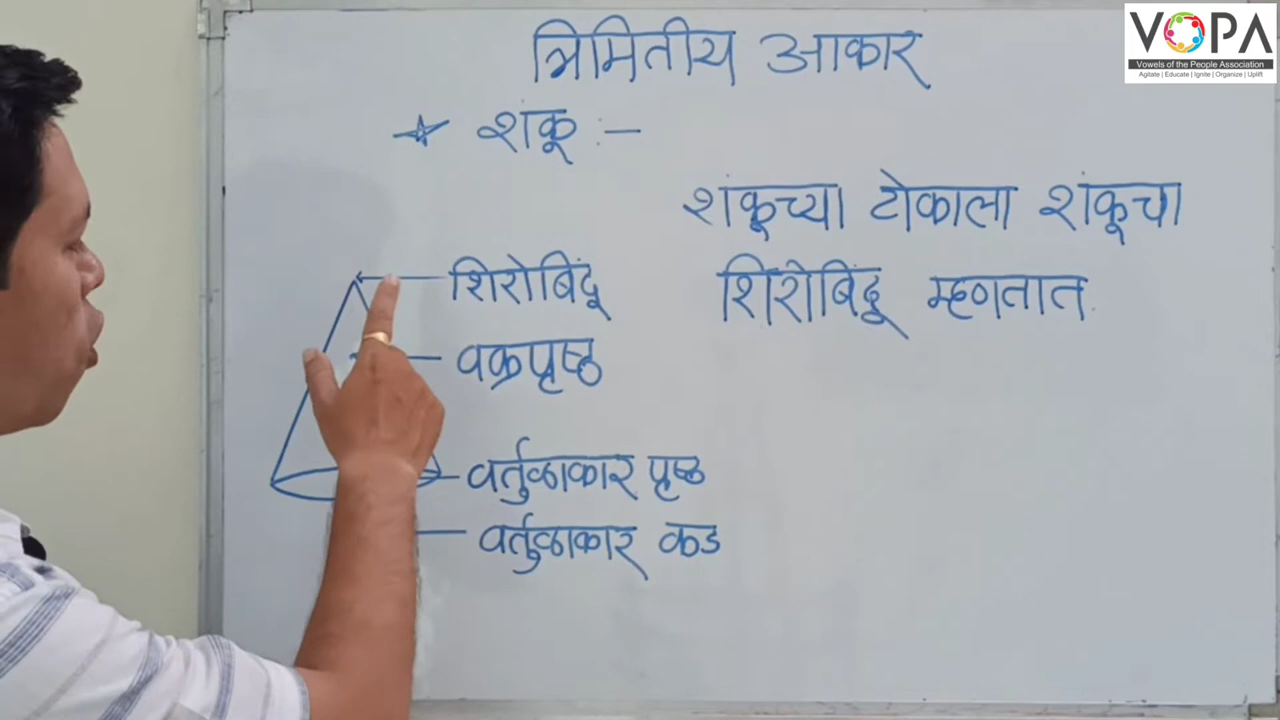 VOPA
Vowels of the People Association
Agitate | Educate | Ignite | Organize | Uplift
त्रिमितीय आकार
★ शंकू :-
शंकूच्या टोकाला शंकूचा
शिरोबिंदू म्हणतात.
शिरोबिंदू
वक्रपृष्ठ
वर्तुळाकार पृष्ठ
वर्तुळाकार कड